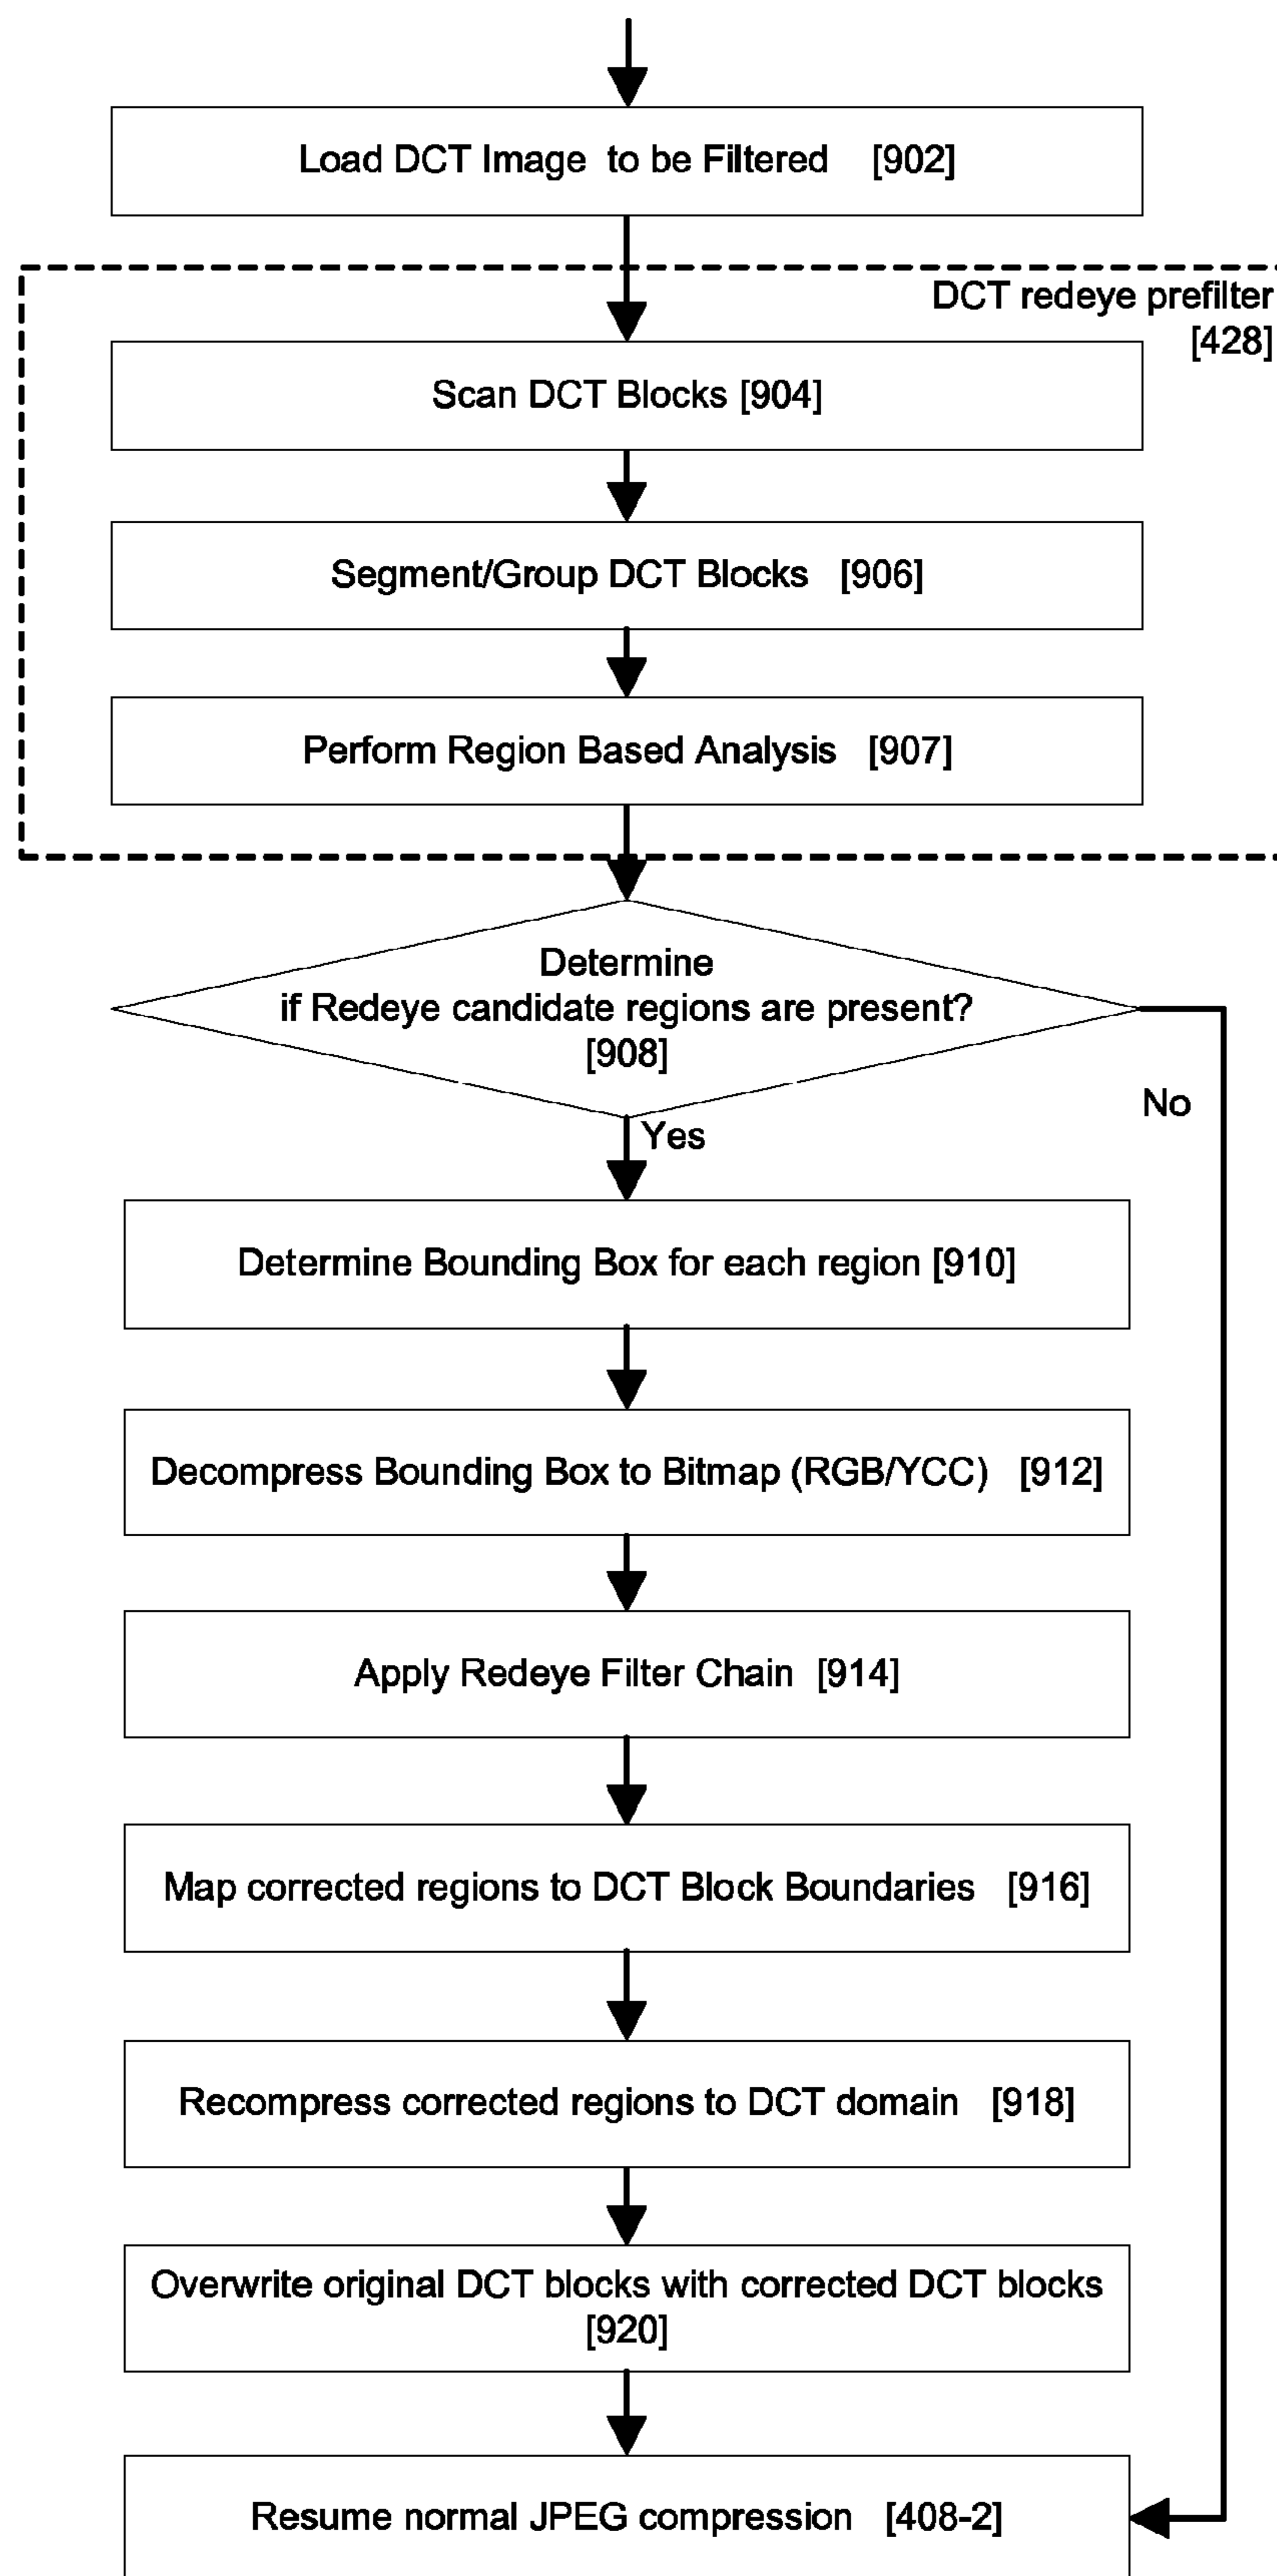 Load DCT Image to be Filtered [902]
DCT redeye prefilter
[428]
Scan DCT Blocks [904]
Segment/Group DCT Blocks [906]
Perform Region Based Analysis [907]
Determine
if Redeye candidate regions are present?
[908]
No
Yes
Determine Bounding Box for each region [910]
Decompress Bounding Box to Bitmap (RGB/YCC) [912]
Apply Redeye Filter Chain [914]
Map corrected regions to DCT Block Boundaries [916]
Recompress corrected regions to DCT domain [918]
Overwrite original DCT blocks with corrected DCT blocks
[920]
Resume normal JPEG compression [408-2]